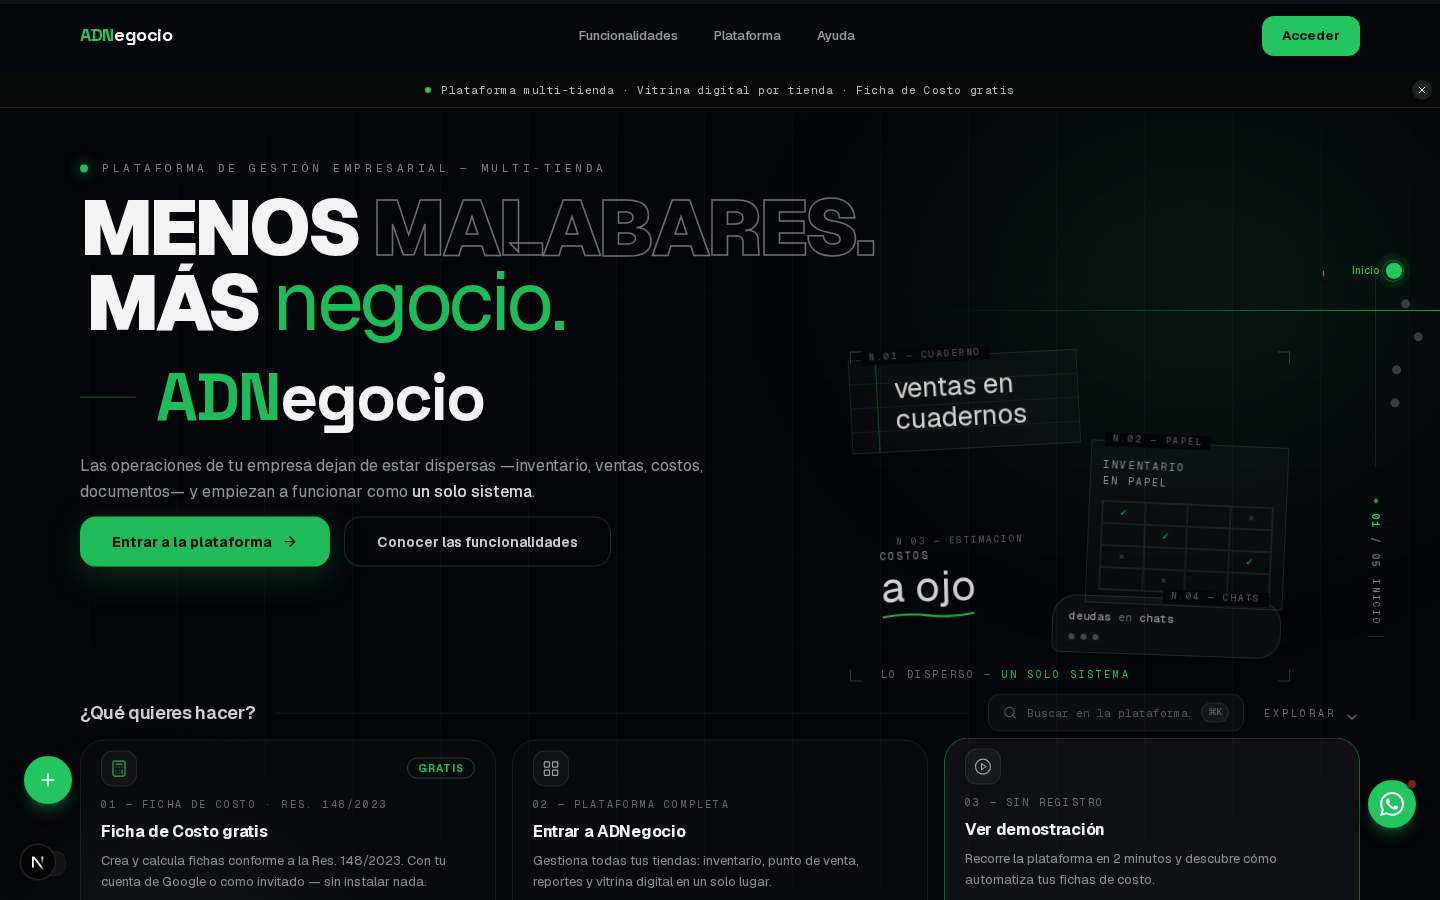 ADNegocio
Funcionalidades
Plataforma
Ayuda
Acceder
Plataforma multi-tienda · Vitrina digital por tienda · Ficha de Costo gratis
PLATAFORMA DE GESTIÓN EMPRESARIAL — MULTI-TIENDA
MENOS MALABARES.
MÁS negocio.
ADNegocio
Las operaciones de tu empresa dejan de estar dispersas —inventario, ventas, costos,
documentos— y empiezan a funcionar como un solo sistema.
Entrar a la plataforma
Conocer las funcionalidades
Inicio
N.01 — CUADERNO
ventas en
cuadernos
N.02 — PAPEL
INVENTARIO
EN PAPEL
N.03 — ESTIMACIÓN
COSTOS
a ojo
N.04 — CHATS
deudas en chats
LO DISPERSO — UN SOLO SISTEMA
01 / 05 INICIO
¿Qué quieres hacer?
Buscar en la plataforma.
⌘K
EXPLORAR
GRATIS
01 — FICHA DE COSTO · RES. 148/2023
Ficha de Costo gratis
Crea y calcula fichas conforme a la Res. 148/2023. Con tu
cuenta de Google o como invitado — sin instalar nada.
02 — PLATAFORMA COMPLETA
Entrar a ADNegocio
Gestiona todas tus tiendas: inventario, punto de venta,
reportes y vitrina digital en un solo lugar.
03 — SIN REGISTRO
Ver demostración
Recorre la plataforma en 2 minutos y descubre cómo
automatiza tus fichas de costo.
N